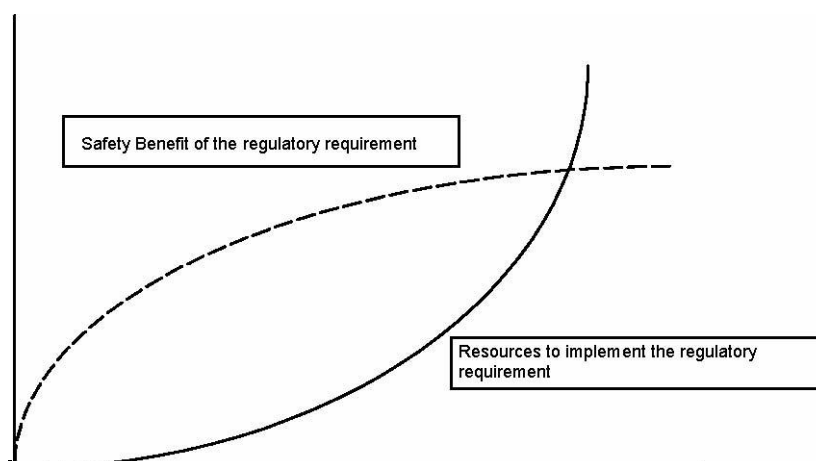 Safety Benefit of the regulatory requirement
Resources to implement the regulatory
requirement